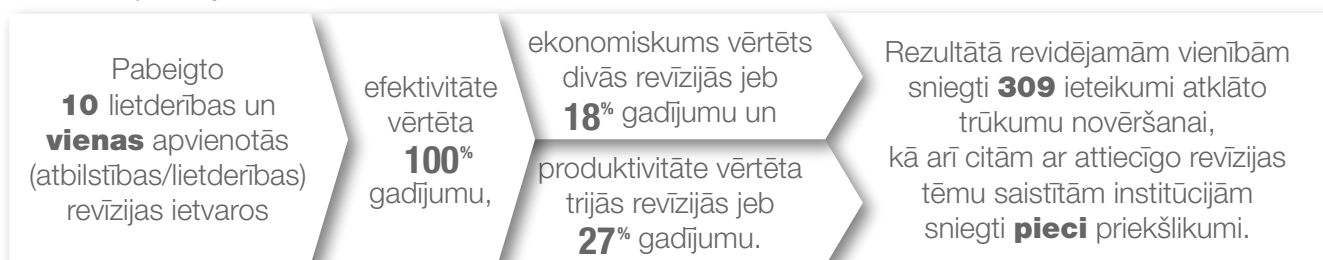 Pabeigto
10 lietderības un
vienas apvienotās
(atbilstības/lietderības)
revīzijas ietvaros
efektivitāte
vērtēta
100%
gadījumu,
ekonomiskums vērtēts
divās revīzijās jeb
18% gadījumu un
produktivitāte vērtēta
trijās revīzijās jeb
27% gadījumu.
Rezultātā revidējamām vienībām
sniegti 309 ieteikumi atklāto
trūkumu novēršanai,
kā arī citām ar attiecīgo revīzijas
tēmu saistītām institūcijām
sniegti pieci priekšlikumi.